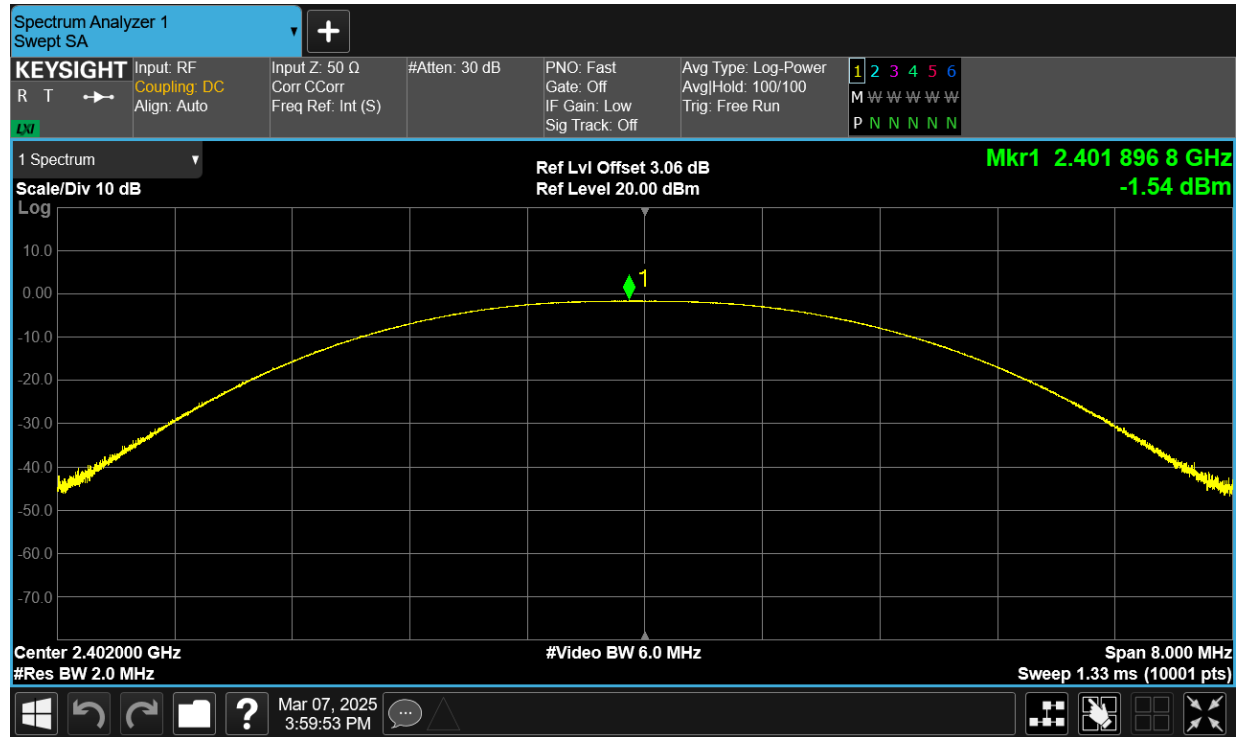 Spectrum Analyzer 1
Swept SA
KEYSIGHT
R T
LXI
Input: RF
Coupling: DC
Align: Auto
Input Z: 50 Ω
Corr CCorr
Freq Ref: Int (S)
#Atten: 30 dB
PNO: Fast
Gate: Off
IF Gain: Low
Sig Track: Off
Avg Type: Log-Power
Avg|Hold: 100/100
Trig: Free Run
1 2 3 4 5 6
M W W W W W
P N N N N N
1 Spectrum
Scale/Div 10 dB
Log
Ref Lvl Offset 3.06 dB
Ref Level 20.00 dBm
Mkr1 2.401 896 8 GHz
-1.54 dBm
10.0
0.00
-10.0
-20.0
-30.0
-40.0
-50.0
-60.0
-70.0
1
Center 2.402000 GHz
#Res BW 2.0 MHz
#Video BW 6.0 MHz
Span 8.000 MHz
Sweep 1.33 ms (10001 pts)
?
Mar 07, 2025
3:59:53 PM